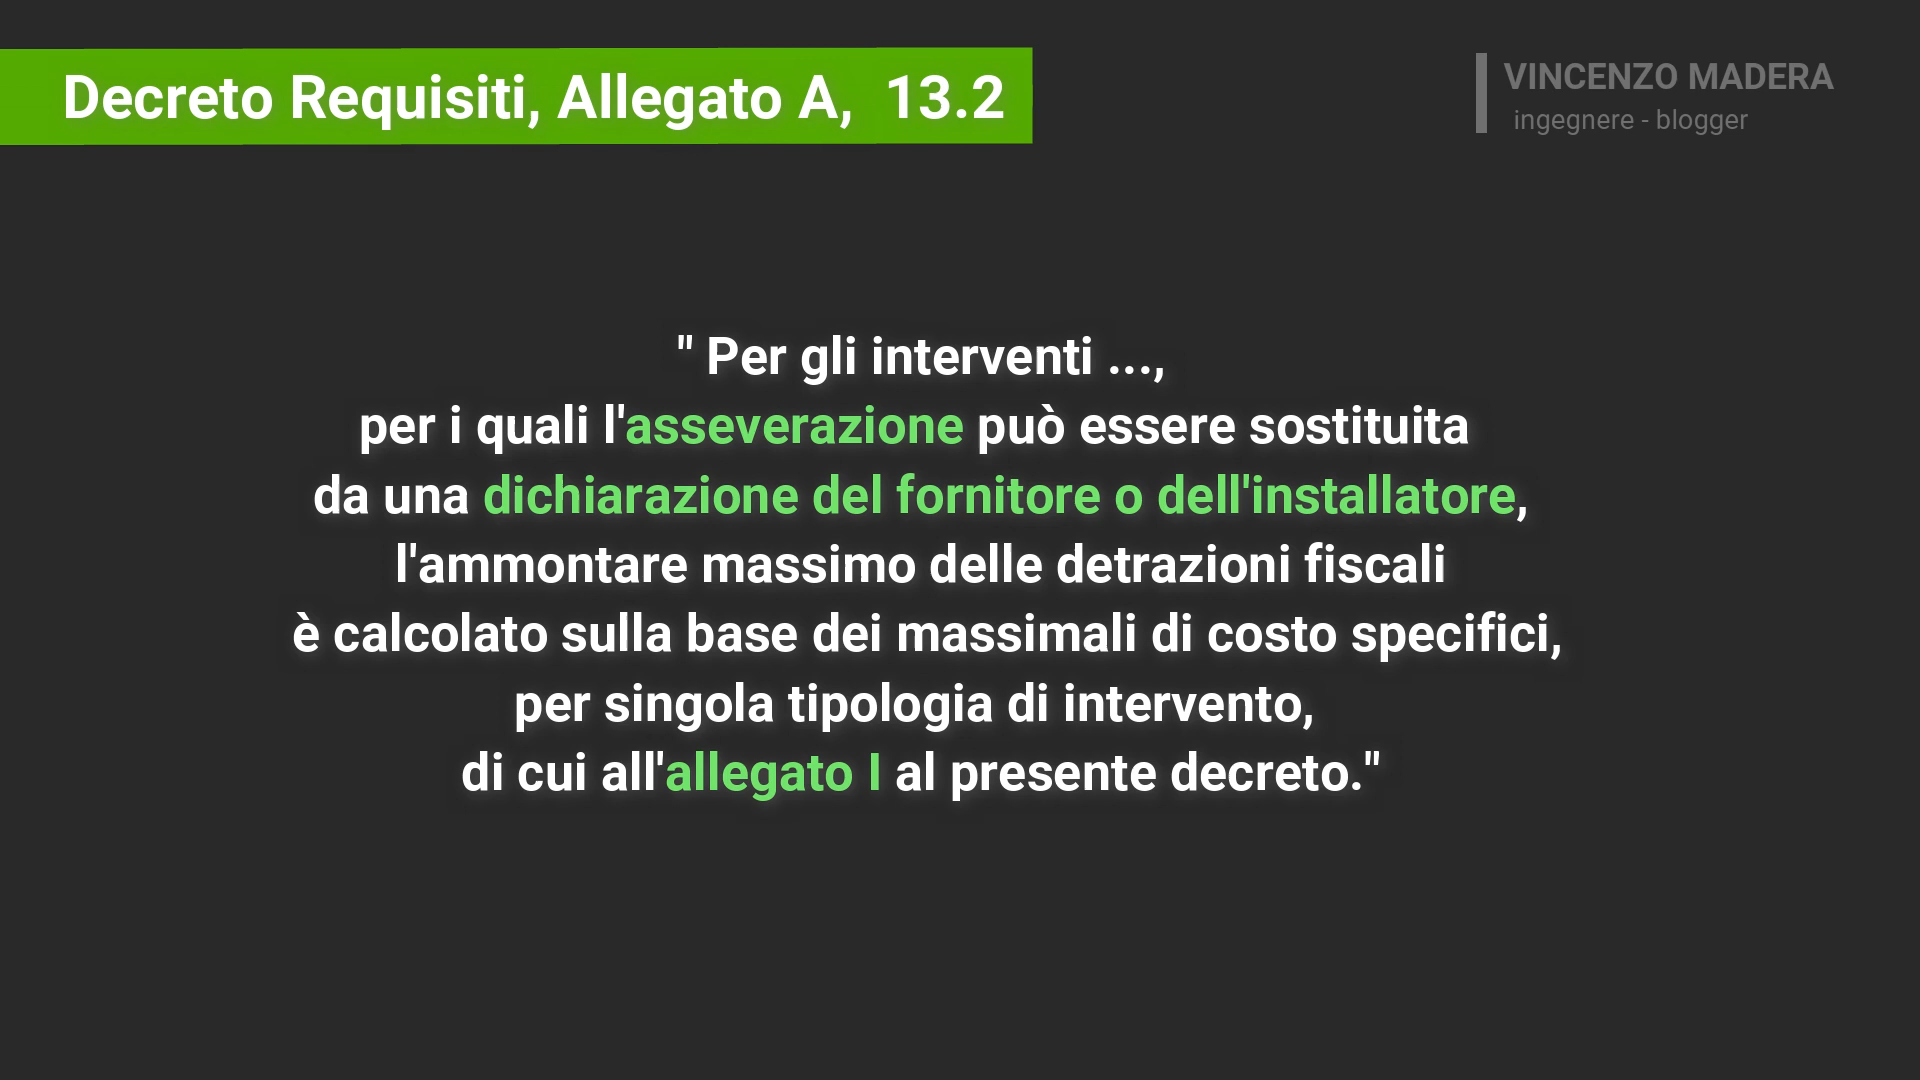 Decreto Requisiti, Allegato A, 13.2
VINCENZO MADERA
ingegnere - blogger
" Per gli interventi ...,
per i quali l'asseverazione può essere sostituita
da una dichiarazione del fornitore o dell'installatore,
l'ammontare massimo delle detrazioni fiscali
è calcolato sulla base dei massimali di costo specifici,
per singola tipologia di intervento,
di cui all'allegato I al presente decreto."